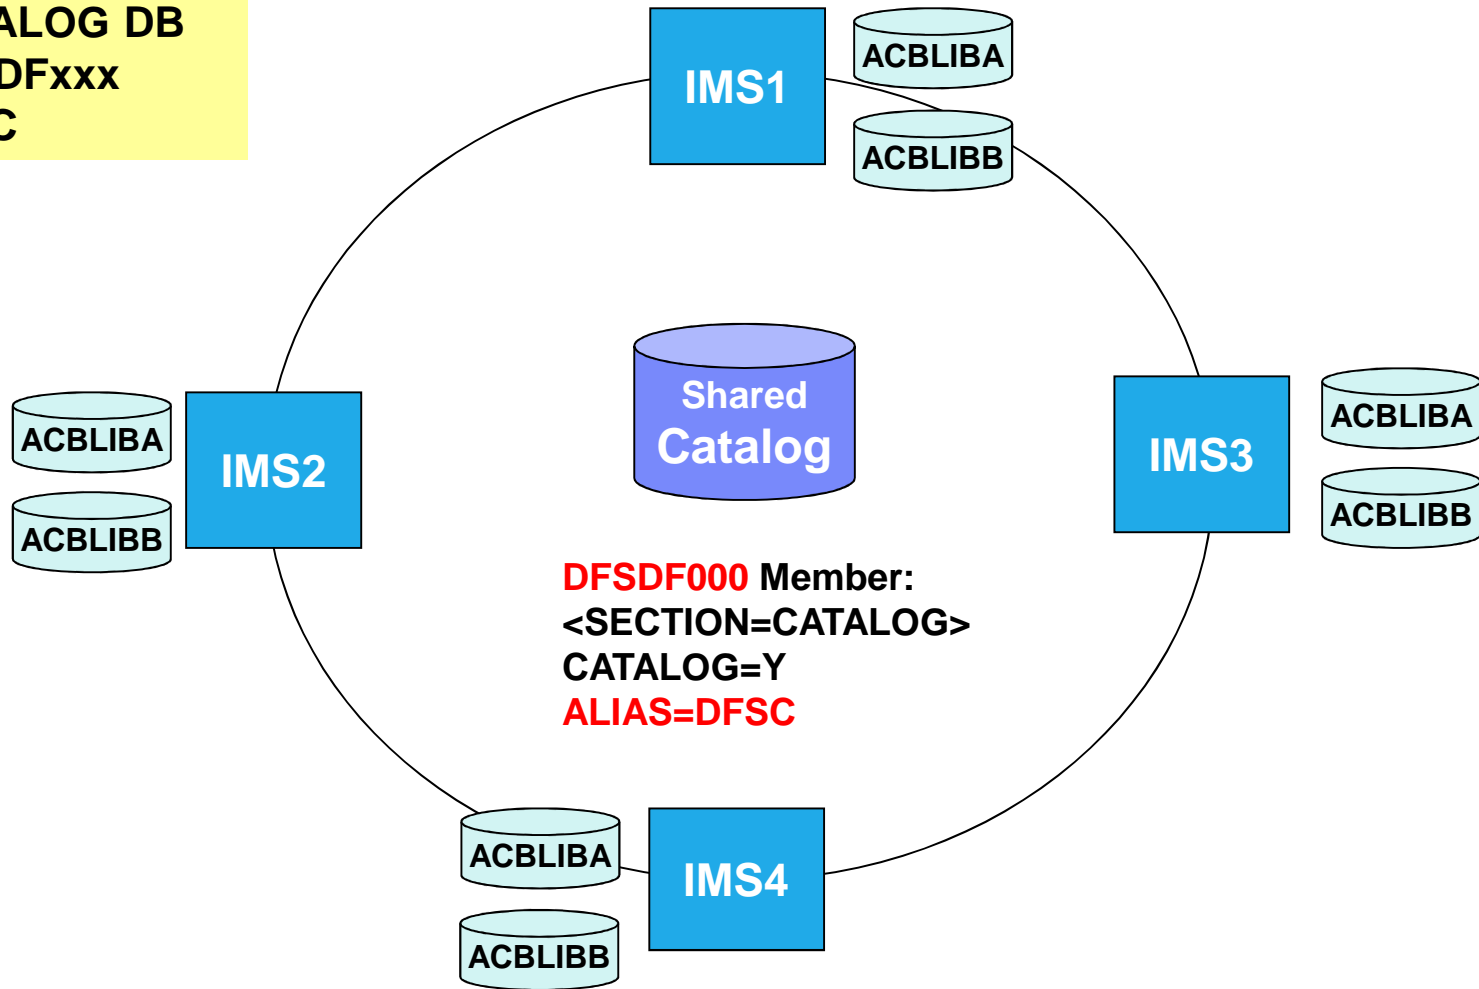 ALOG DB
DFxxx
C
IMS1
ACBLIBA
ACBLIBB
Shared
Catalog
ACBLIBA
ACBLIBB
IMS2
IMS3
ACBLIBA
ACBLIBB
DFSDF000 Member:
<SECTION=CATALOG>
CATALOG=Y
ALIAS=DFSC
ACBLIBA
ACBLIBB
IMS4